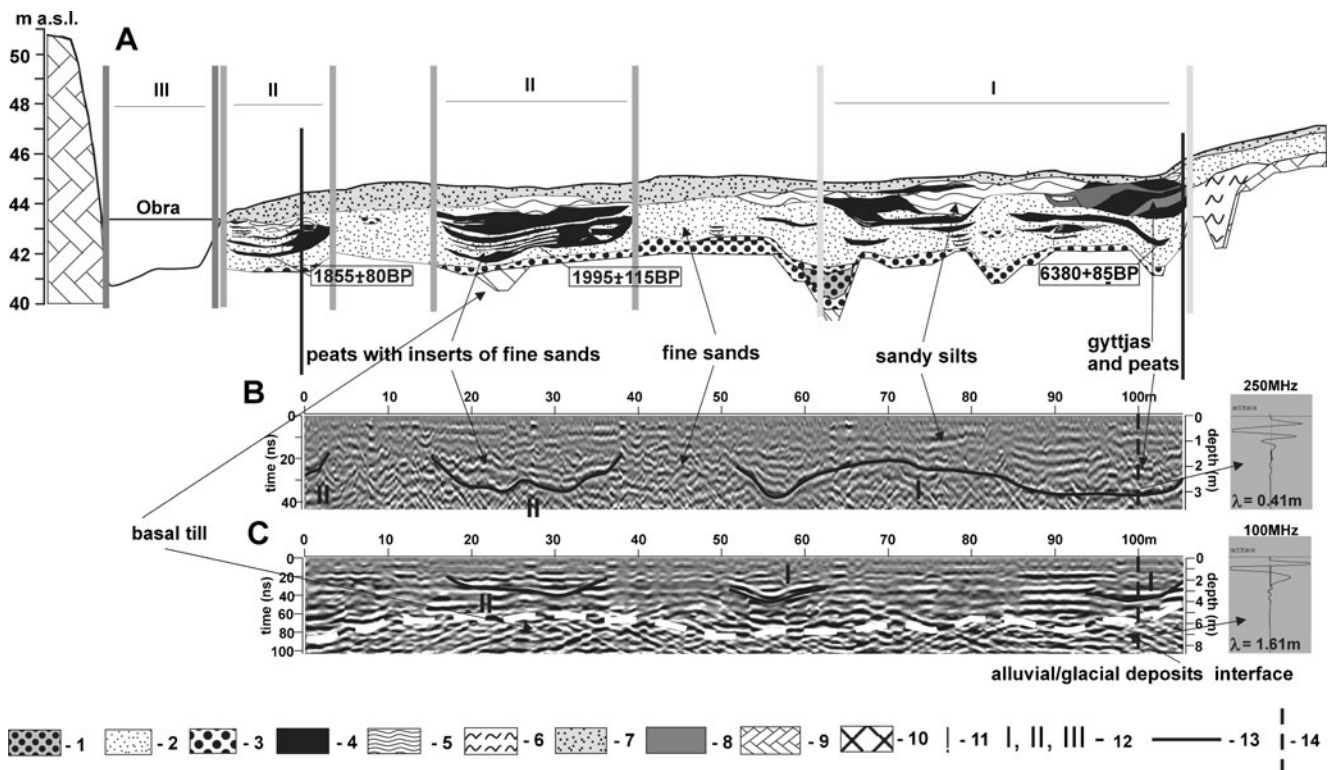 m a.s.l.
A
50
48
46
44
42
40
III
II
II
I
Obra
1855±80BP
1995±115BP
6380+85BP
peats with inserts of fine sands
fine sands
sandy silts
gyttjas
and peats
basal till
B
0 10 20 30 40 50 60 70 80 90 100m
time (ns)
0
20
40
depth (m)
0
1
2
3
II
II
I
250MHz
λ = 0.41m
C
0 10 20 30 40 50 60 70 80 90 100m
time (ns)
0
20
40
60
80
100
depth (m)
0
2
4
6
8
II
I
I
100MHz
λ = 1.61m
alluvial/glacial deposits interface
- 1 - 2 - 3 - 4 - 5 - 6 - 7 - 8 - 9 - 10 - 11 I, II, III - 12 - 13 - 14